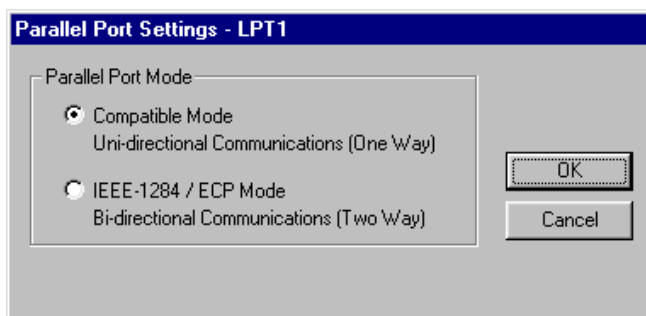 Parallel Port Settings - LPT1
Parallel Port Mode
Compatible Mode
Uni-directional Communications (One Way)
IEEE-1284 / ECP Mode
Bi-directional Communications (Two Way)
OK
Cancel